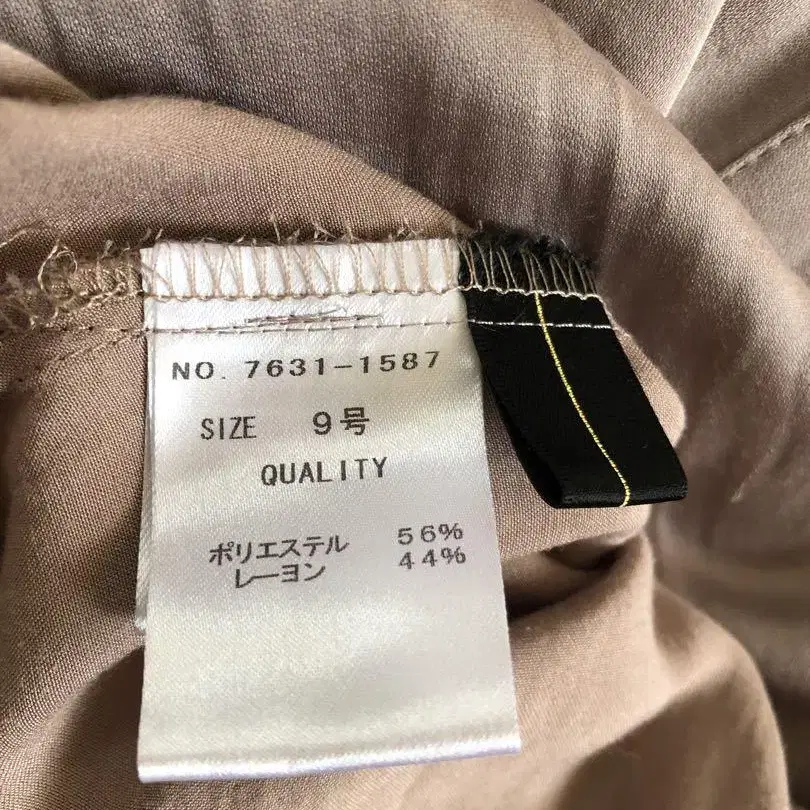 NO. 7631-1587
SIZE 9号
QUALITY
ポリエステル 56%
レーヨン 44%